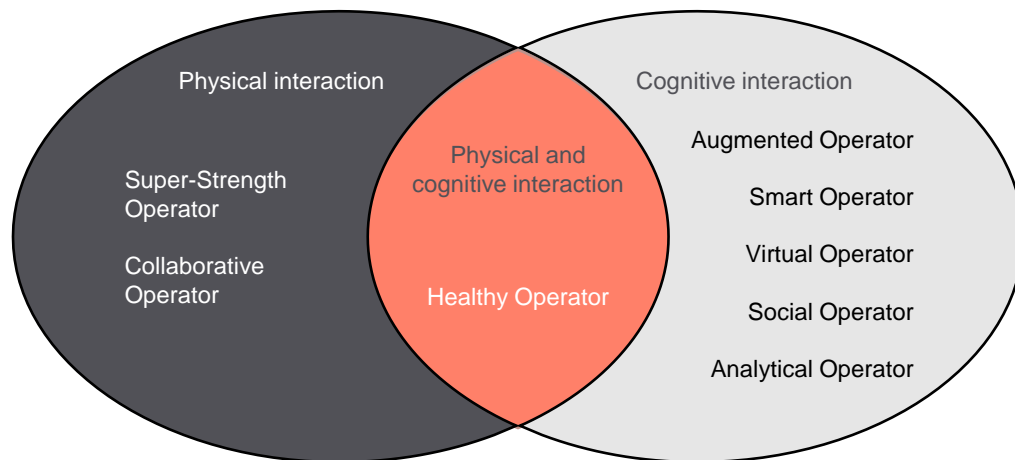 Physical interaction
Super-Strength
Operator
Collaborative
Operator
Physical and
cognitive interaction
Healthy Operator
Cognitive interaction
Augmented Operator
Smart Operator
Virtual Operator
Social Operator
Analytical Operator